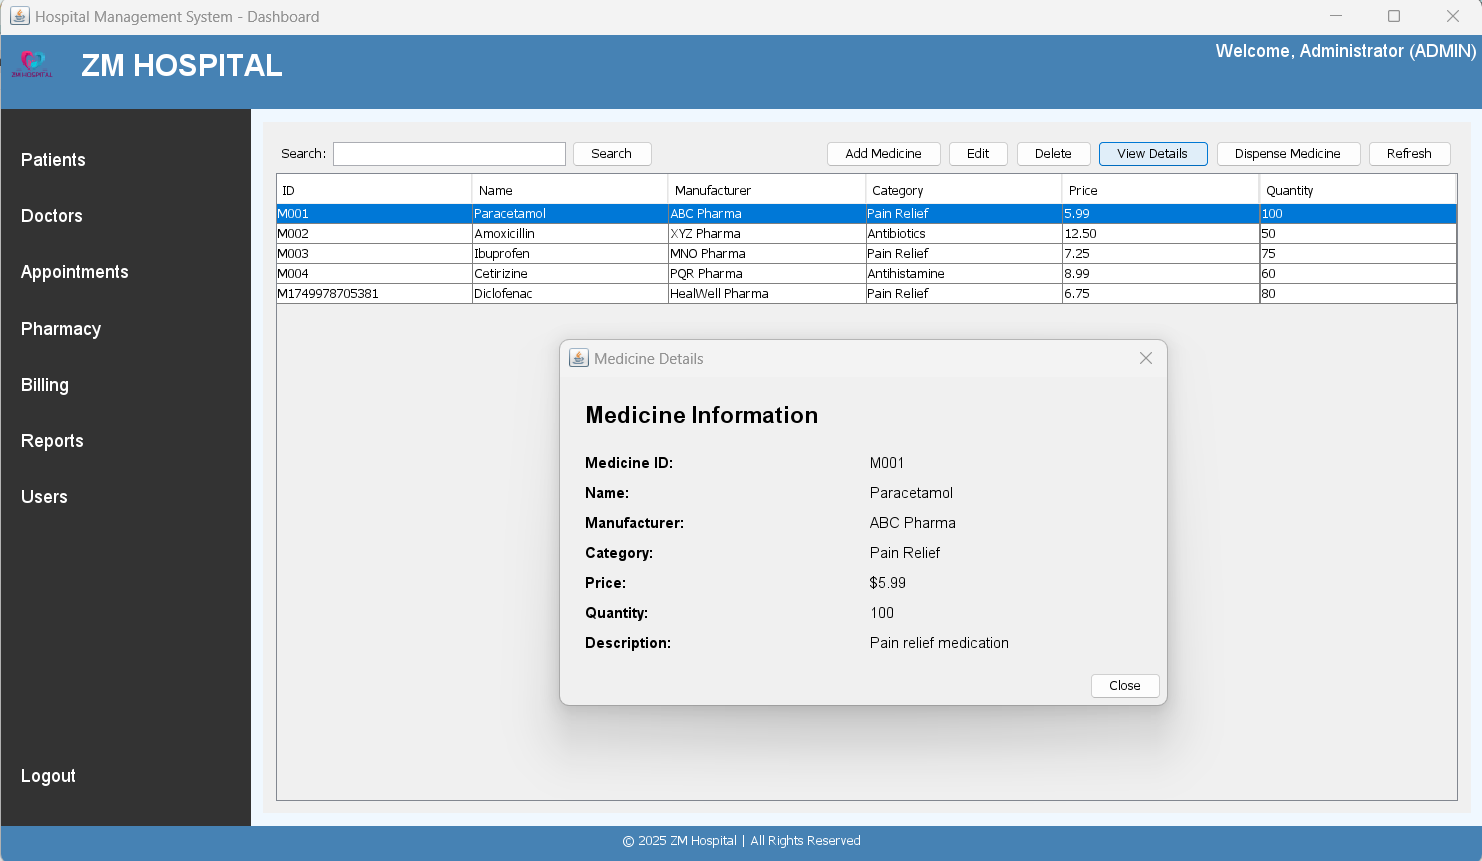 Hospital Management System - Dashboard
ZM HOSPITAL
ZM HOSPITAL
Welcome, Administrator (ADMIN)
Patients
Doctors
Appointments
Pharmacy
Billing
Reports
Users
Logout
Search: Search Add Medicine Edit Delete View Details Dispense Medicine Refresh
ID Name Manufacturer Category Price Quantity
M001 Paracetamol ABC Pharma Pain Relief 5.99 100
M002 Amoxicillin XYZ Pharma Antibiotics 12.50 50
M003 Ibuprofen MNO Pharma Pain Relief 7.25 75
M004 Cetirizine PQR Pharma Antihistamine 8.99 60
M1749978705381 Diclofenac HealWell Pharma Pain Relief 6.75 80
Medicine Details
Medicine Information
Medicine ID: M001
Name: Paracetamol
Manufacturer: ABC Pharma
Category: Pain Relief
Price: $5.99
Quantity: 100
Description: Pain relief medication
Close
© 2025 ZM Hospital | All Rights Reserved